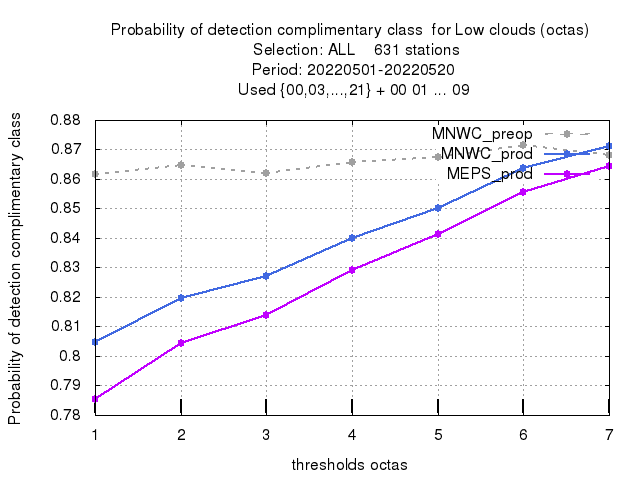 Probability of detection complimentary class  for Low clouds (octas)
Selection: ALL    631 stations
Period: 20220501-20220520
Used {00,03,...,21} + 00 01 ... 09
Probability of detection complimentary class
0.88
0.87
0.86
0.85
0.84
0.83
0.82
0.81
0.8
0.79
0.78
MNWC_preop
MNWC_prod
MEPS_prod
1 2 3 4 5 6 7
thresholds octas